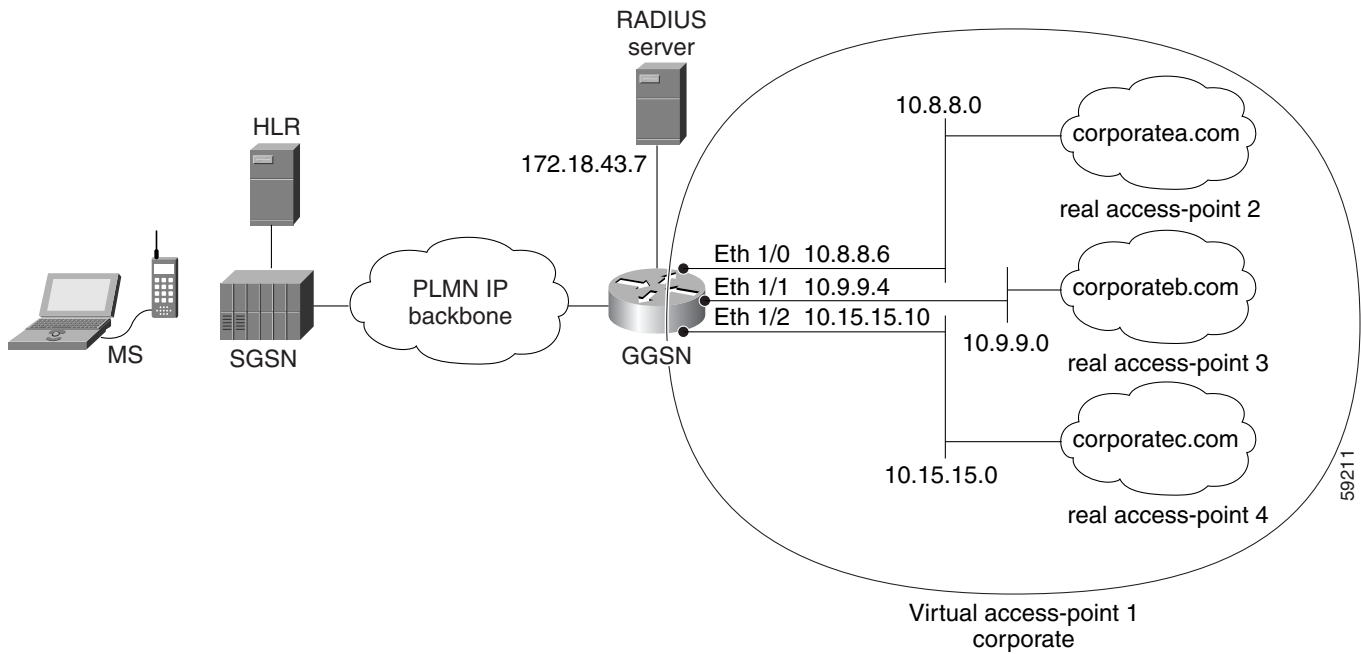 RADIUS
server
HLR
172.18.43.7
10.8.8.0
corporatea.com
real access-point 2
Eth 1/0 10.8.8.6
Eth 1/1 10.9.9.4
Eth 1/2 10.15.15.10
PLMN IP
backbone
corporateb.com
MS
SGSN
GGSN
10.9.9.0
real access-point 3
corporatec.com
10.15.15.0
real access-point 4
59211
Virtual access-point 1
corporate